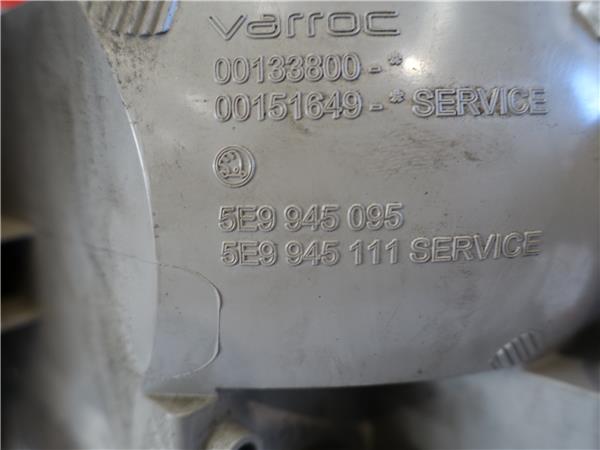 varroc
00133800-*
00151649-* SERVICE
5E9 945 095
5E9 945 111 SERVICE